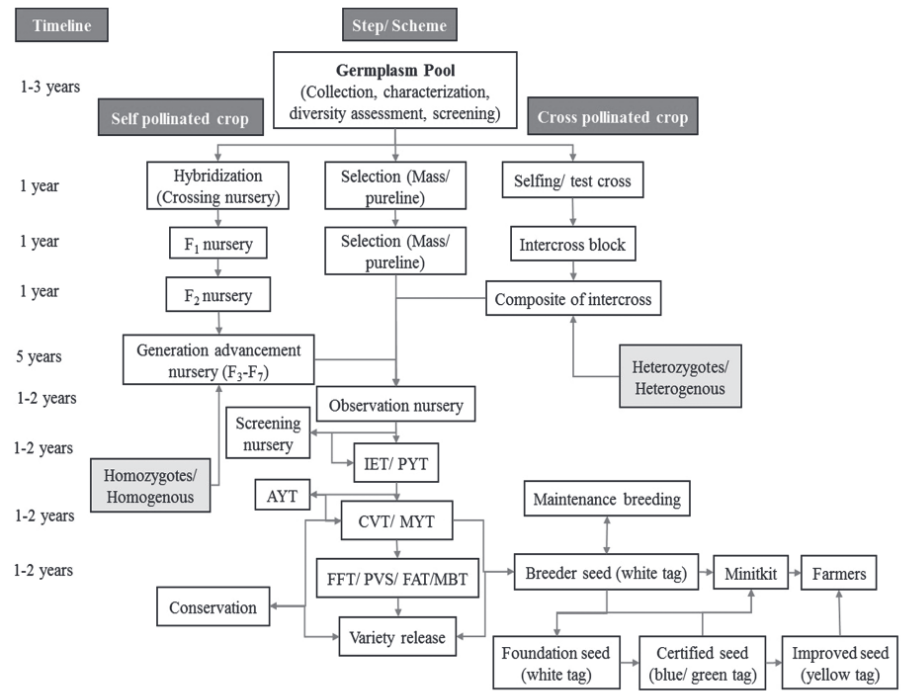 Timeline
Step/ Scheme
1-3 years
Germplasm Pool
(Collection, characterization,
diversity assessment, screening)
Self pollinated crop
Cross pollinated crop
1 year
Hybridization
(Crossing nursery)
Selection (Mass/
pureline)
Selfing/ test cross
1 year
F₁ nursery
Selection (Mass/
pureline)
Intercross block
1 year
F₂ nursery
Composite of intercross
5 years
Generation advancement
nursery (F₃-F₇)
Heterozygotes/
Heterogenous
1-2 years
Observation nursery
Screening
nursery
1-2 years
IET/ PYT
Homozygotes/
Homogenous
AYT
Maintenance breeding
1-2 years
CVT/ MYT
1-2 years
FFT/ PVS/ FAT/MBT
Breeder seed (white tag)
Minitkit
Farmers
Conservation
Variety release
Foundation seed
(white tag)
Certified seed
(blue/ green tag)
Improved seed
(yellow tag)